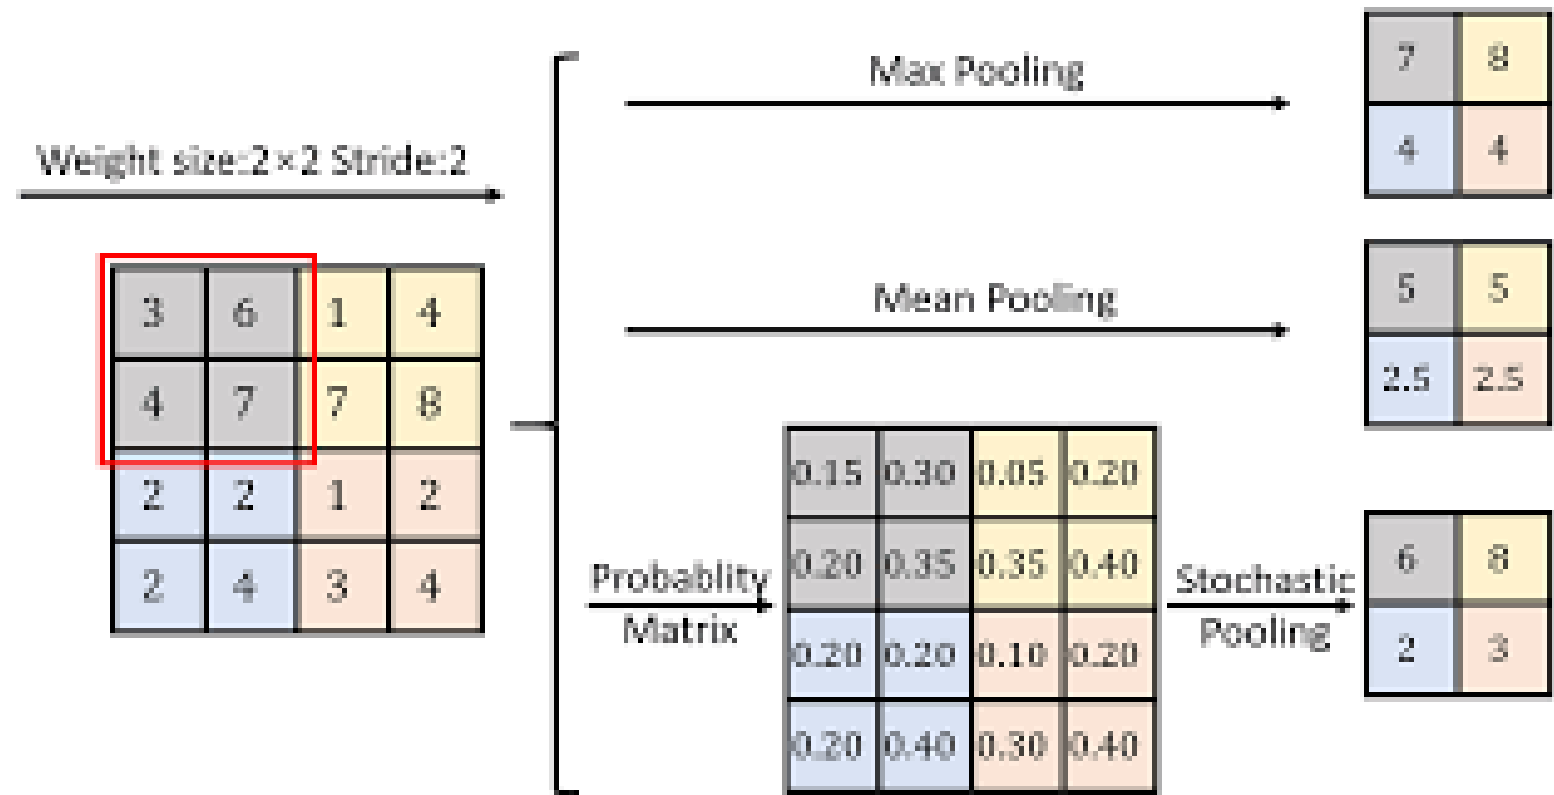 Weight size:2×2 Stride:2
3 6 1 4
4 7 7 8
2 2 1 2
2 4 3 4
Max Pooling
7 8
4 4
Mean Pooling
5 5
2.5 2.5
Probablity
Matrix
0.15 0.30 0.05 0.20
0.20 0.35 0.35 0.40
0.20 0.20 0.10 0.20
0.20 0.40 0.30 0.40
Stochastic
Pooling
6 8
2 3